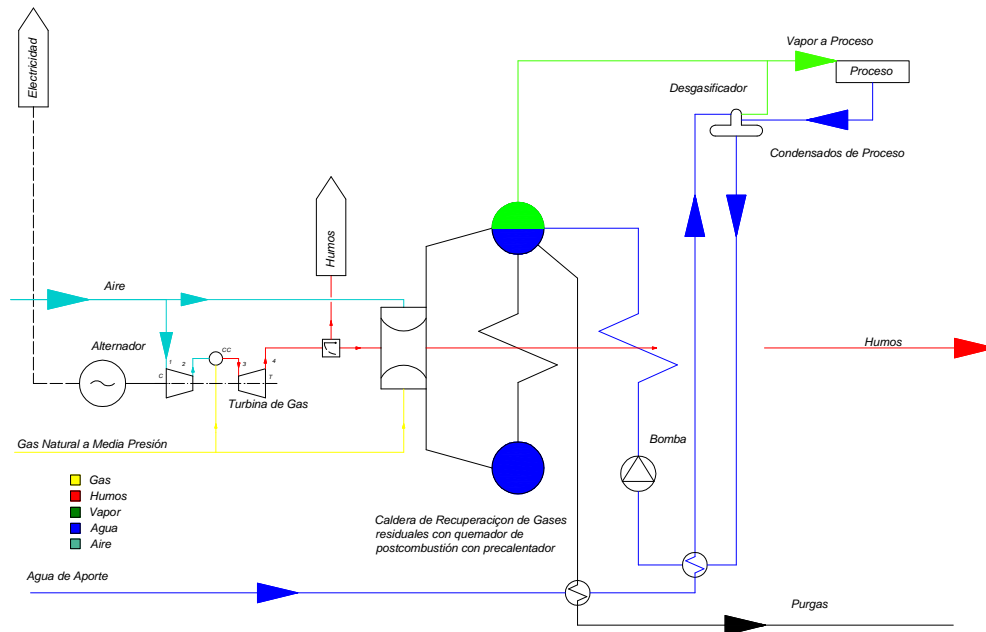 Electricidad
Vapor a Proceso
Proceso
Desgasificador
Condensados de Proceso
Humos
Aire
Alternador
1
2
CC
3
4
C
T
Turbina de Gas
Humos
Gas Natural a Media Presión
Bomba
Gas
Humos
Vapor
Agua
Aire
Caldera de Recuperaciçon de Gases
residuales con quemador de
postcombustión con precalentador
Agua de Aporte
Purgas